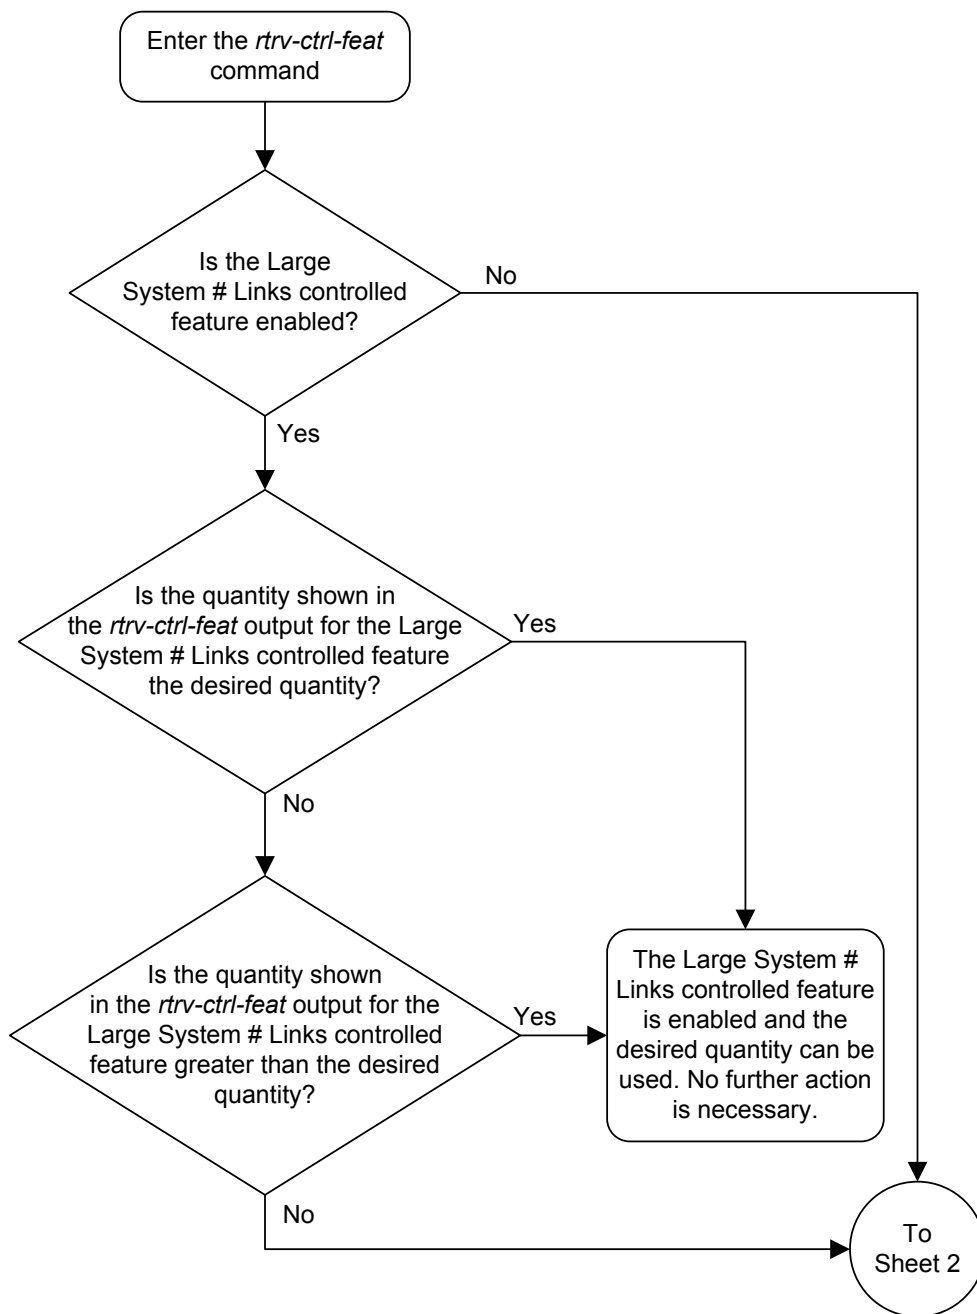 Enter the rtrv-ctrl-feat
command
Is the Large
System # Links controlled
feature enabled?
No
Yes
Is the quantity shown in
the rtrv-ctrl-feat output for the Large
System # Links controlled feature
the desired quantity?
Yes
No
Is the quantity shown
in the rtrv-ctrl-feat output for the
Large System # Links controlled
feature greater than the desired
quantity?
Yes
The Large System #
Links controlled feature
is enabled and the
desired quantity can be
used. No further action
is necessary.
No
To
Sheet 2